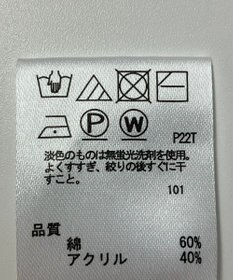 P W P22T
淡色のものは無蛍光洗剤を使用。
よくすすぎ、絞りの後すぐに干
すこと。
101
品質
綿 60%
アクリル 40%